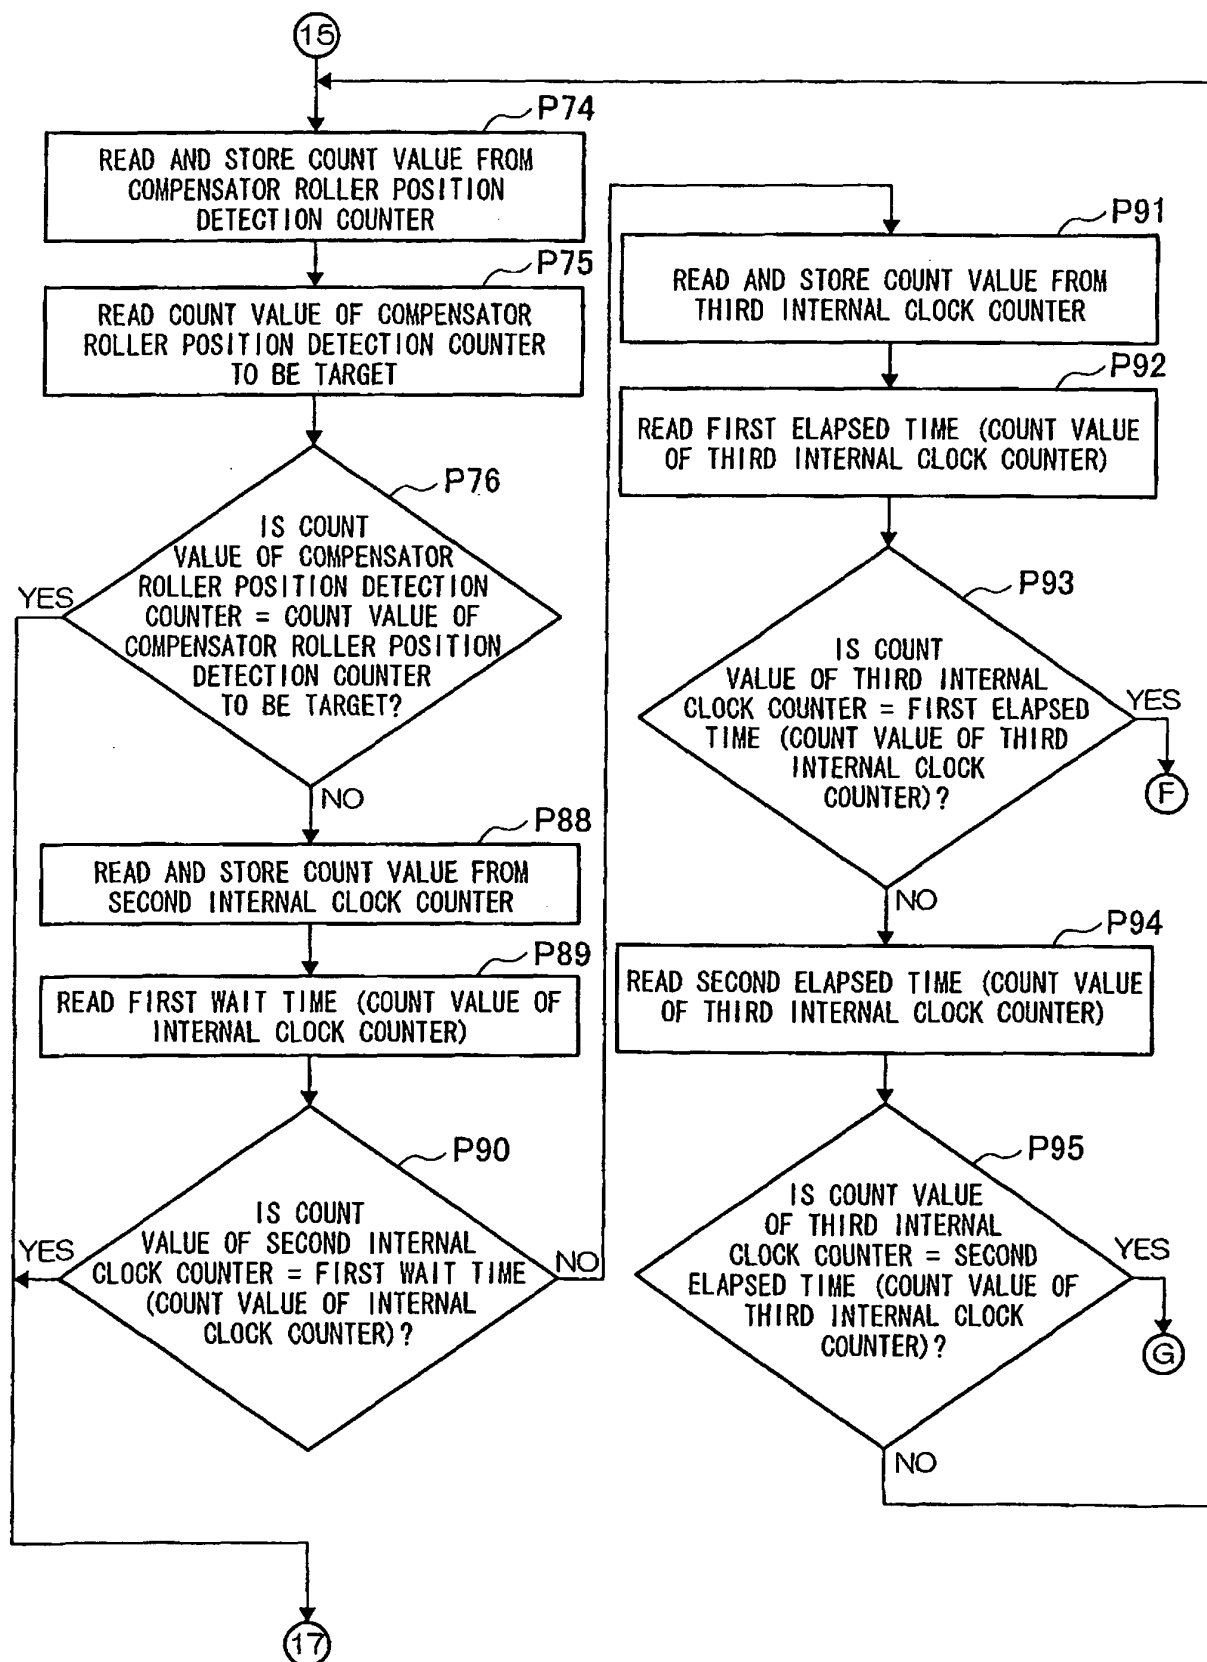 15
P74
READ AND STORE COUNT VALUE FROM
COMPENSATOR ROLLER POSITION
DETECTION COUNTER
P75
READ COUNT VALUE OF COMPENSATOR
ROLLER POSITION DETECTION COUNTER
TO BE TARGET
P76
IS COUNT
VALUE OF COMPENSATOR
ROLLER POSITION DETECTION
COUNTER = COUNT VALUE OF
COMPENSATOR ROLLER POSITION
DETECTION COUNTER
TO BE TARGET?
YES
NO
P88
READ AND STORE COUNT VALUE FROM
SECOND INTERNAL CLOCK COUNTER
P89
READ FIRST WAIT TIME (COUNT VALUE OF
INTERNAL CLOCK COUNTER)
P90
IS COUNT
VALUE OF SECOND INTERNAL
CLOCK COUNTER = FIRST WAIT TIME
(COUNT VALUE OF INTERNAL
CLOCK COUNTER)?
YES
NO
17
P91
READ AND STORE COUNT VALUE FROM
THIRD INTERNAL CLOCK COUNTER
P92
READ FIRST ELAPSED TIME (COUNT VALUE
OF THIRD INTERNAL CLOCK COUNTER)
P93
IS COUNT
VALUE OF THIRD INTERNAL
CLOCK COUNTER = FIRST ELAPSED
TIME (COUNT VALUE OF THIRD
INTERNAL CLOCK
COUNTER)?
YES
F
NO
P94
READ SECOND ELAPSED TIME (COUNT VALUE
OF THIRD INTERNAL CLOCK COUNTER)
P95
IS COUNT VALUE
OF THIRD INTERNAL
CLOCK COUNTER = SECOND
ELAPSED TIME (COUNT VALUE OF
THIRD INTERNAL CLOCK
COUNTER)?
YES
G
NO